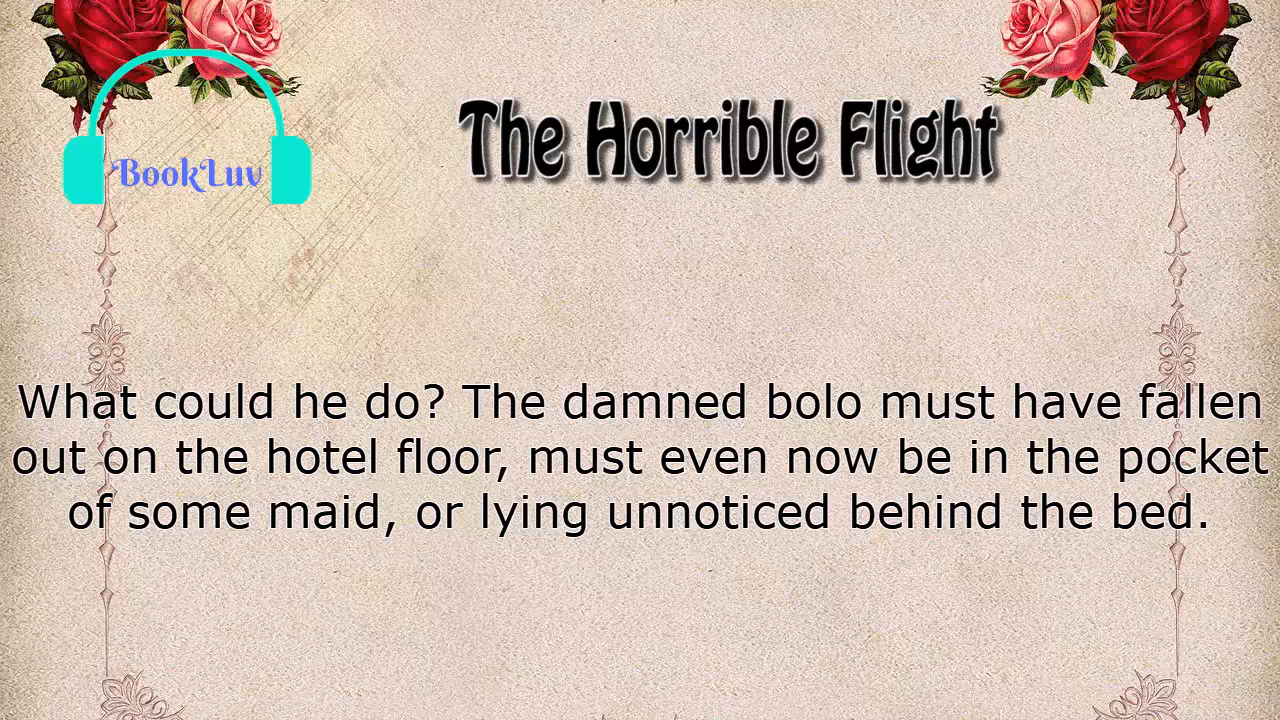 The Horrible Flight
BookLuv
What could he do? The damned bolo must have fallen
out on the hotel floor, must even now be in the pocket
of some maid, or lying unnoticed behind the bed.